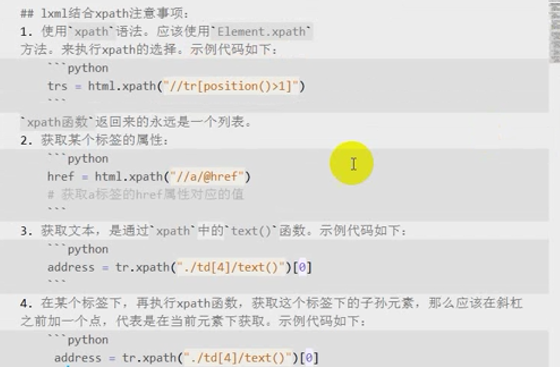 ## lxml结合xpath注意事项：
1. 使用`xpath`语法。应该使用`Element.xpath`
方法。来执行xpath的选择。示例代码如下：
```python
trs = html.xpath("//tr[position()>1]")
```
`xpath函数`返回来的永远是一个列表。
2. 获取某个标签的属性：
```python
href = html.xpath("//a/@href")
# 获取a标签的href属性对应的值
```
3. 获取文本，是通过`xpath`中的`text()`函数。示例代码如下：
```python
address = tr.xpath("./td[4]/text()")[0]
```
4. 在某个标签下，再执行xpath函数，获取这个标签下的子孙元素，那么应该在斜杠
之前加一个点，代表是在当前元素下获取。示例代码如下：
```python
address = tr.xpath("./td[4]/text()")[0]